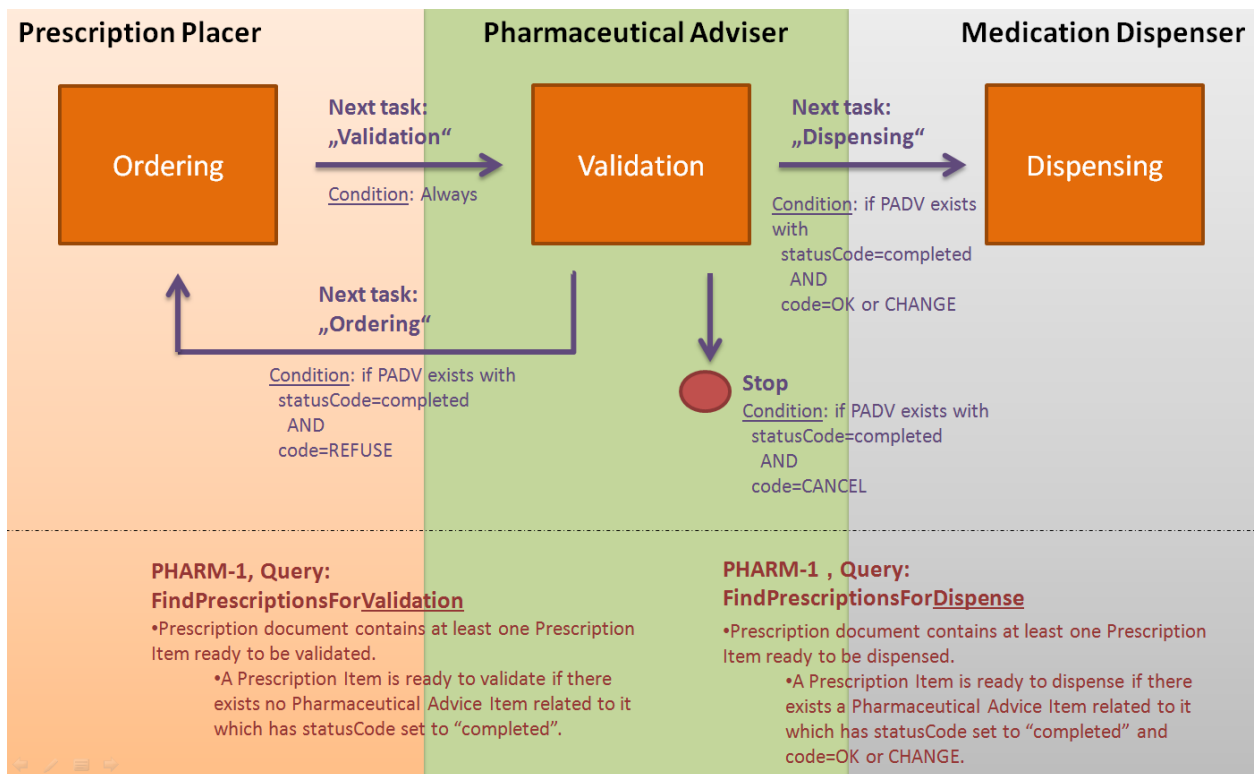 Prescription Placer
Pharmaceutical Adviser
Medication Dispenser
Ordering
Next task:
„Validation“
Condition: Always
Validation
Next task:
„Dispensing“
Condition: if PADV exists
with
statusCode=completed
AND
code=OK or CHANGE
Dispensing
Next task:
„Ordering“
Condition: if PADV exists with
statusCode=completed
AND
code=REFUSE
Stop
Condition: if PADV exists with
statusCode=completed
AND
code=CANCEL
PHARM-1, Query:
FindPrescriptionsForValidation
•Prescription document contains at least one Prescription
Item ready to be validated.
•A Prescription Item is ready to validate if there
exists no Pharmaceutical Advice Item related to it
which has statusCode set to “completed”.
PHARM-1 , Query:
FindPrescriptionsForDispense
•Prescription document contains at least one Prescription
Item ready to be dispensed.
•A Prescription Item is ready to dispense if there
exists a Pharmaceutical Advice Item related to it
which has statusCode set to “completed” and
code=OK or CHANGE.